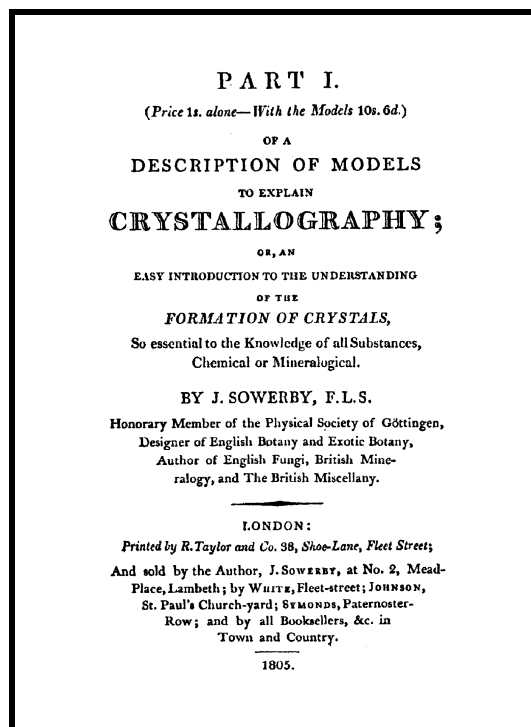 PART I.
(Price 1s. alone—With the Models 10s. 6d.)
OF A
DESCRIPTION OF MODELS
TO EXPLAIN
CRYSTALLOGRAPHY;
OR, AN
EASY INTRODUCTION TO THE UNDERSTANDING
OF THE
FORMATION OF CRYSTALS,
So essential to the Knowledge of all Substances,
Chemical or Mineralogical.
BY J. SOWERBY, F.L.S.
Honorary Member of the Physical Society of Göttingen,
Designer of English Botany and Exotic Botany,
Author of English Fungi, British Mine-
ralogy, and The British Miscellany.
LONDON:
Printed by R. Taylor and Co. 38, Shoe-Lane, Fleet Street;
And sold by the Author, J. SOWERBY, at No. 2, Mead-
Place, Lambeth; by WHITE, Fleet-street; JOHNSON,
St. Paul's Church-yard; SYMONDS, Paternoster-
Row; and by all Booksellers, &c. in
Town and Country.
1805.